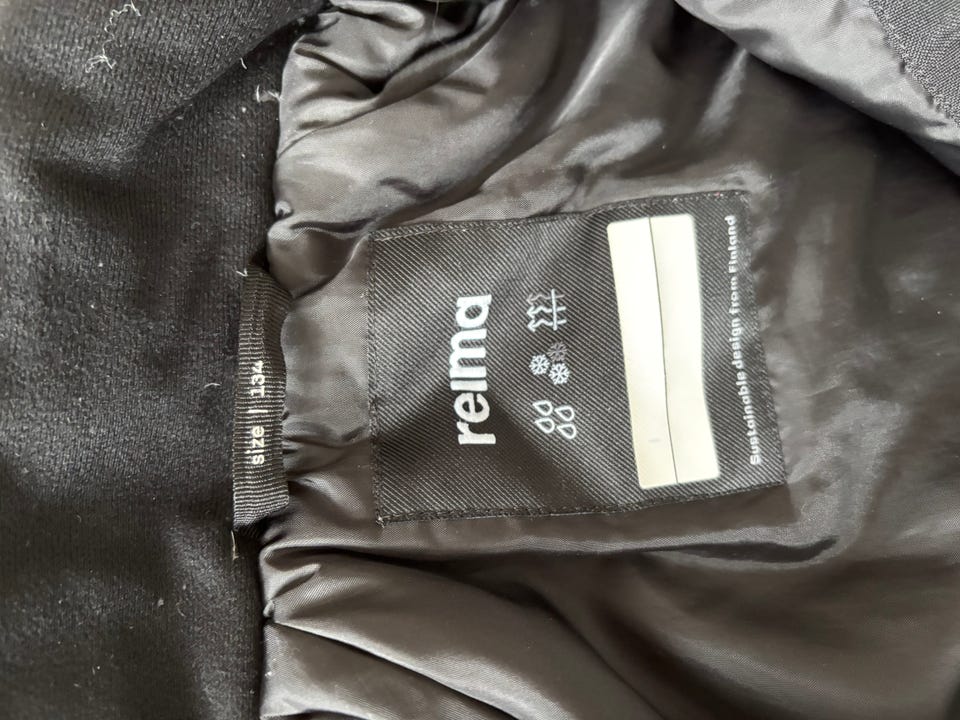 size | 134
reima
Sustainable design from Finland